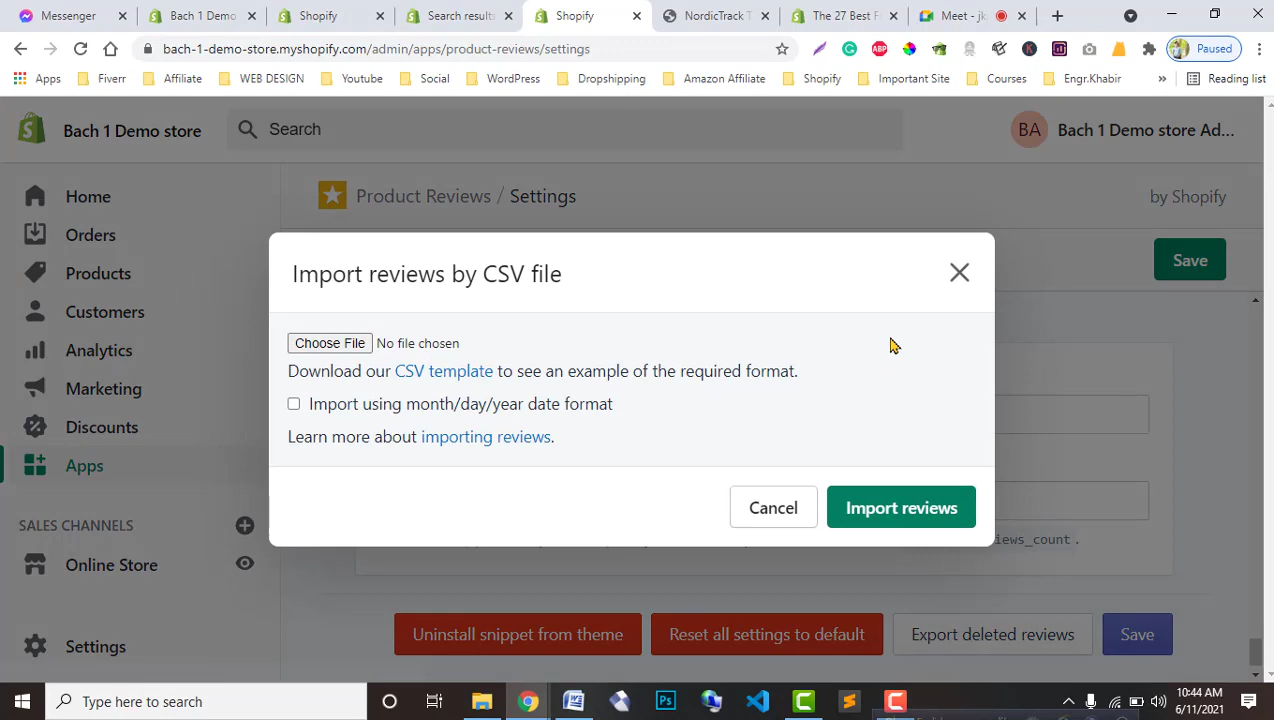 Messenger
Bach 1 Demo
Shopify
Search results
Shopify
NordicTrack T
The 27 Best F
Meet - jk
bach-1-demo-store.myshopify.com/admin/apps/product-reviews/settings
ABP
Paused
Apps
Fiverr
Affiliate
WEB DESIGN
Youtube
Social
WordPress
Dropshipping
Amazon Affiliate
Shopify
Important Site
Courses
Engr.Khabir
»
Reading list
Bach 1 Demo store
Search
BA
Bach 1 Demo store Ad...
Home
Orders
Products
Customers
Analytics
Marketing
Discounts
Apps
SALES CHANNELS
Online Store
Settings
Product Reviews / Settings
by Shopify
Save
Import reviews by CSV file
Choose File No file chosen
Download our CSV template to see an example of the required format.
Import using month/day/year date format
Learn more about importing reviews.
Cancel
Import reviews
iews_count.
Uninstall snippet from theme
Reset all settings to default
Export deleted reviews
Save
Type here to search
Ps
10:44 AM
6/11/2021